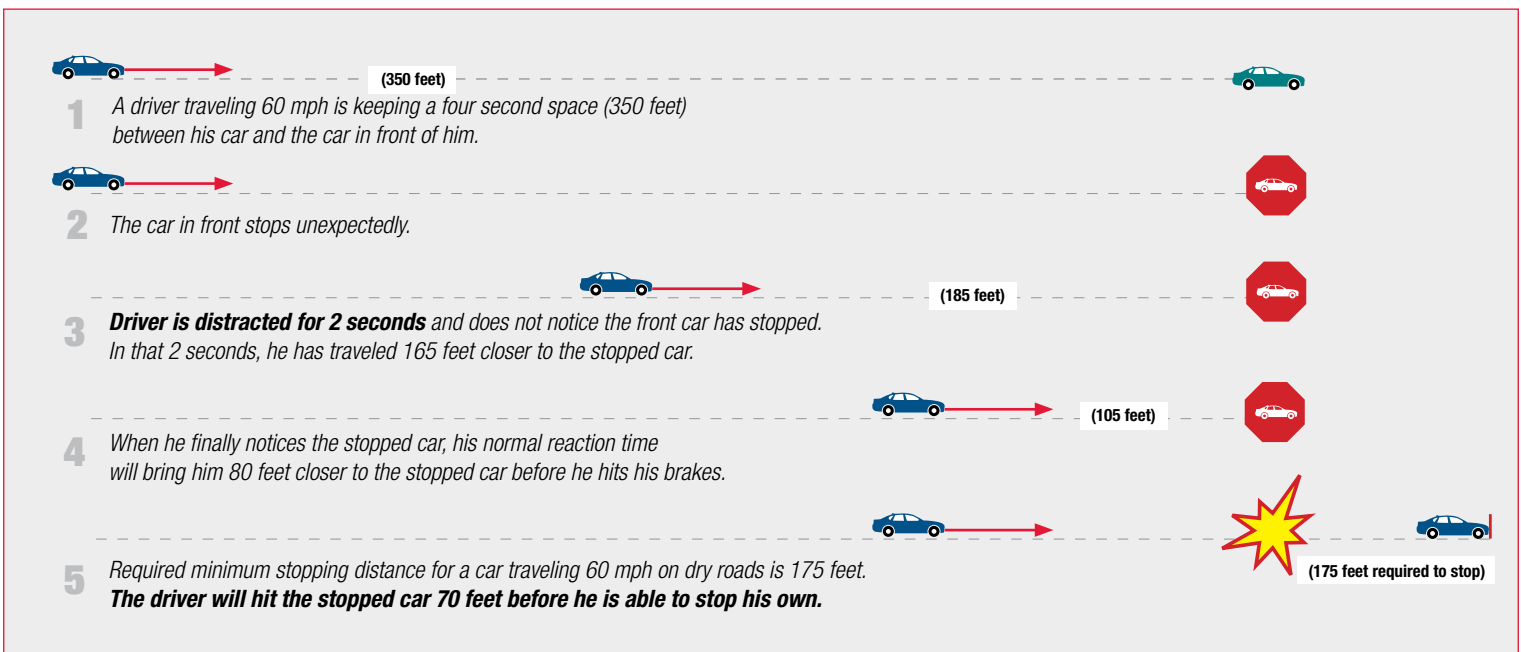 (350 feet)
1
A driver traveling 60 mph is keeping a four second space (350 feet)
between his car and the car in front of him.
2
The car in front stops unexpectedly.
(185 feet)
3
Driver is distracted for 2 seconds and does not notice the front car has stopped.
In that 2 seconds, he has traveled 165 feet closer to the stopped car.
(105 feet)
4
When he finally notices the stopped car, his normal reaction time
will bring him 80 feet closer to the stopped car before he hits his brakes.
5
Required minimum stopping distance for a car traveling 60 mph on dry roads is 175 feet.
(175 feet required to stop)
The driver will hit the stopped car 70 feet before he is able to stop his own.